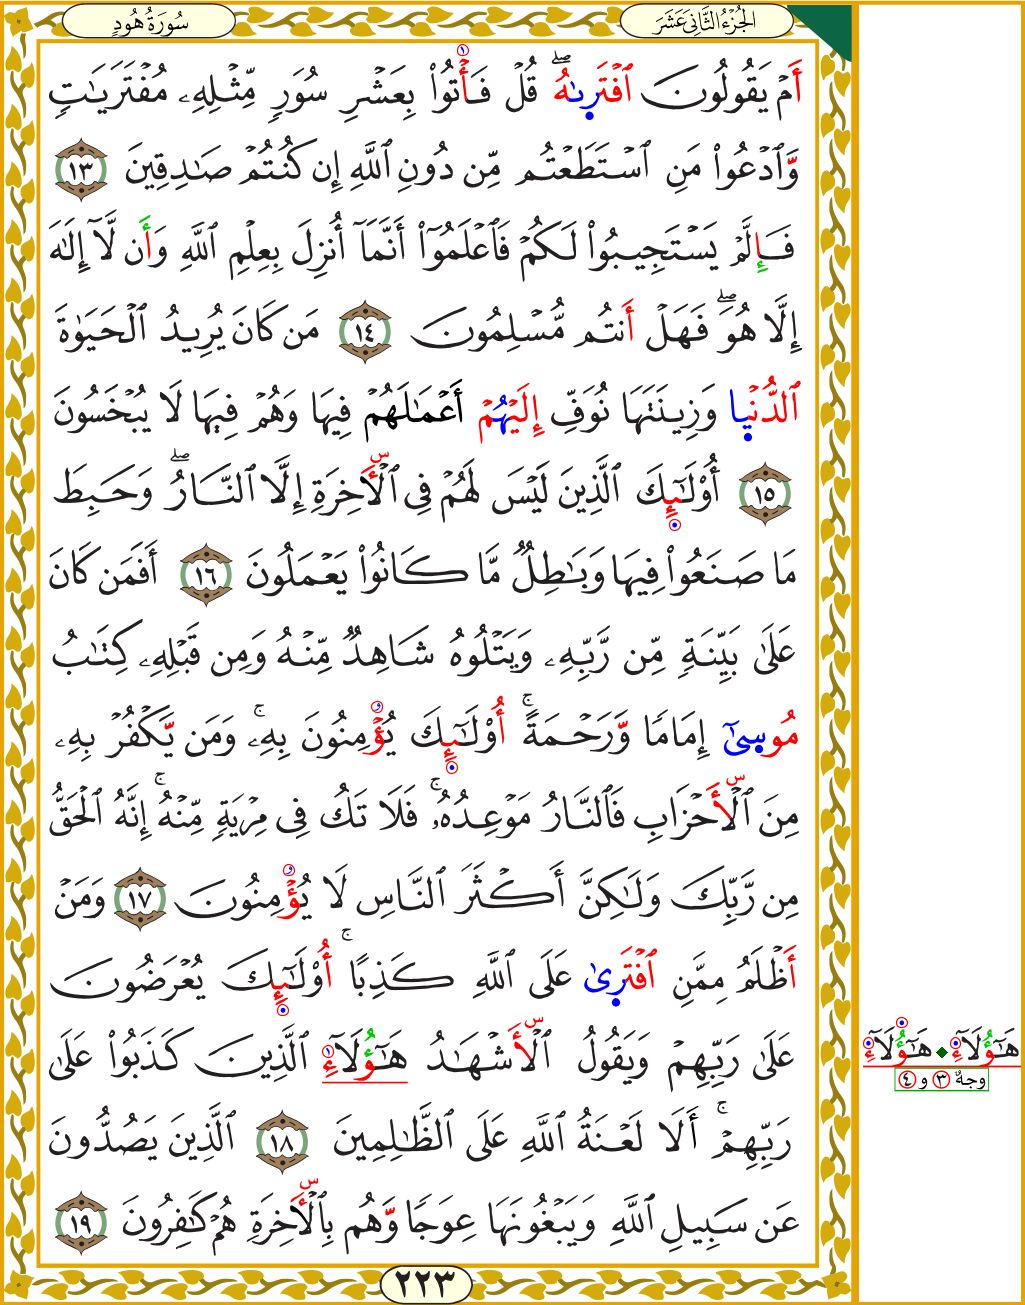 الجُزْءُ الثَّانِيَ عَشَرَ
سُورَةُ هُودٍ
أَمۡ يَقُولُونَ ٱفۡتَرَىٰهُۖ قُلۡ فَأۡتُواْ بِعَشۡرِ سُوَرٖ مِّثۡلِهِۦ مُفۡتَرَيَٰتٖ
وَّٱدۡعُواْ مَنِ ٱسۡتَطَعۡتُم مِّن دُونِ ٱللَّهِ إِن كُنتُمۡ صَٰدِقِينَ ١٣
فَإِلَّمۡ يَسۡتَجِيبُواْ لَكُمۡ فَٱعۡلَمُوٓاْ أَنَّمَآ أُنزِلَ بِعِلۡمِ ٱللَّهِ وَأَن لَّآ إِلَٰهَ
إِلَّا هُوَۖ فَهَلۡ أَنتُم مُّسۡلِمُونَ ١٤ مَن كَانَ يُرِيدُ ٱلۡحَيَوٰةَ
ٱلدُّنۡيَا وَزِينَتَهَا نُوَفِّ إِلَيۡهُمۡ أَعۡمَٰلَهُمۡ فِيهَا وَهُمۡ فِيهَا لَا يُبۡخَسُونَ
١٥ أُوْلَٰٓئِكَ ٱلَّذِينَ لَيۡسَ لَهُمۡ فِي ٱلۡأٓخِرَةِ إِلَّا ٱلنَّارُۖ وَحَبِطَ
مَا صَنَعُواْ فِيهَا وَبَٰطِلٞ مَّا كَانُواْ يَعۡمَلُونَ ١٦ أَفَمَن كَانَ
عَلَىٰ بَيِّنَةٖ مِّن رَّبِّهِۦ وَيَتۡلُوهُ شَاهِدٞ مِّنۡهُ وَمِن قَبۡلِهِۦ كِتَٰبُ
مُوسَىٰٓ إِمَامٗا وَّرَحۡمَةًۚ أُوْلَٰٓئِكَ يُؤۡمِنُونَ بِهِۦۚ وَمَن يَّكۡفُرۡ بِهِۦ
مِنَ ٱلۡأَحۡزَابِ فَٱلنَّارُ مَوۡعِدُهُۥۚ فَلَا تَكُ فِي مِرۡيَةٖ مِّنۡهُۚ إِنَّهُ ٱلۡحَقُّ
مِن رَّبِّكَ وَلَٰكِنَّ أَكۡثَرَ ٱلنَّاسِ لَا يُؤۡمِنُونَ ١٧ وَمَنۡ
أَظۡلَمُ مِمَّنِ ٱفۡتَرَىٰ عَلَى ٱللَّهِ كَذِبًاۚ أُوْلَٰٓئِكَ يُعۡرَضُونَ
عَلَىٰ رَبِّهِمۡ وَيَقُولُ ٱلۡأَشۡهَٰدُ هَٰٓؤُلَآءِ ٱلَّذِينَ كَذَبُواْ عَلَىٰ
رَبِّهِمۡۚ أَلَا لَعۡنَةُ ٱللَّهِ عَلَى ٱلظَّٰلِمِينَ ١٨ ٱلَّذِينَ يَصُدُّونَ
عَن سَبِيلِ ٱللَّهِ وَيَبۡغُونَهَا عِوَجٗا وَّهُم بِٱلۡأٓخِرَةِ هُمۡ كَٰفِرُونَ ١٩
هَٰٓؤُلَآءِ ◆ هَٰٓؤُلَآءِ
وجهُ ٣ و ٤
٢٢٣